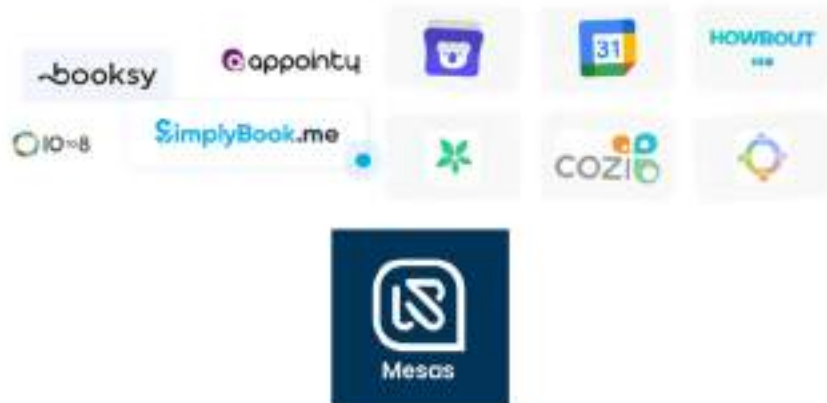 booksy
appointy
31
HOWBOUT
10to8
SimplyBook.me
COZI
Mesas